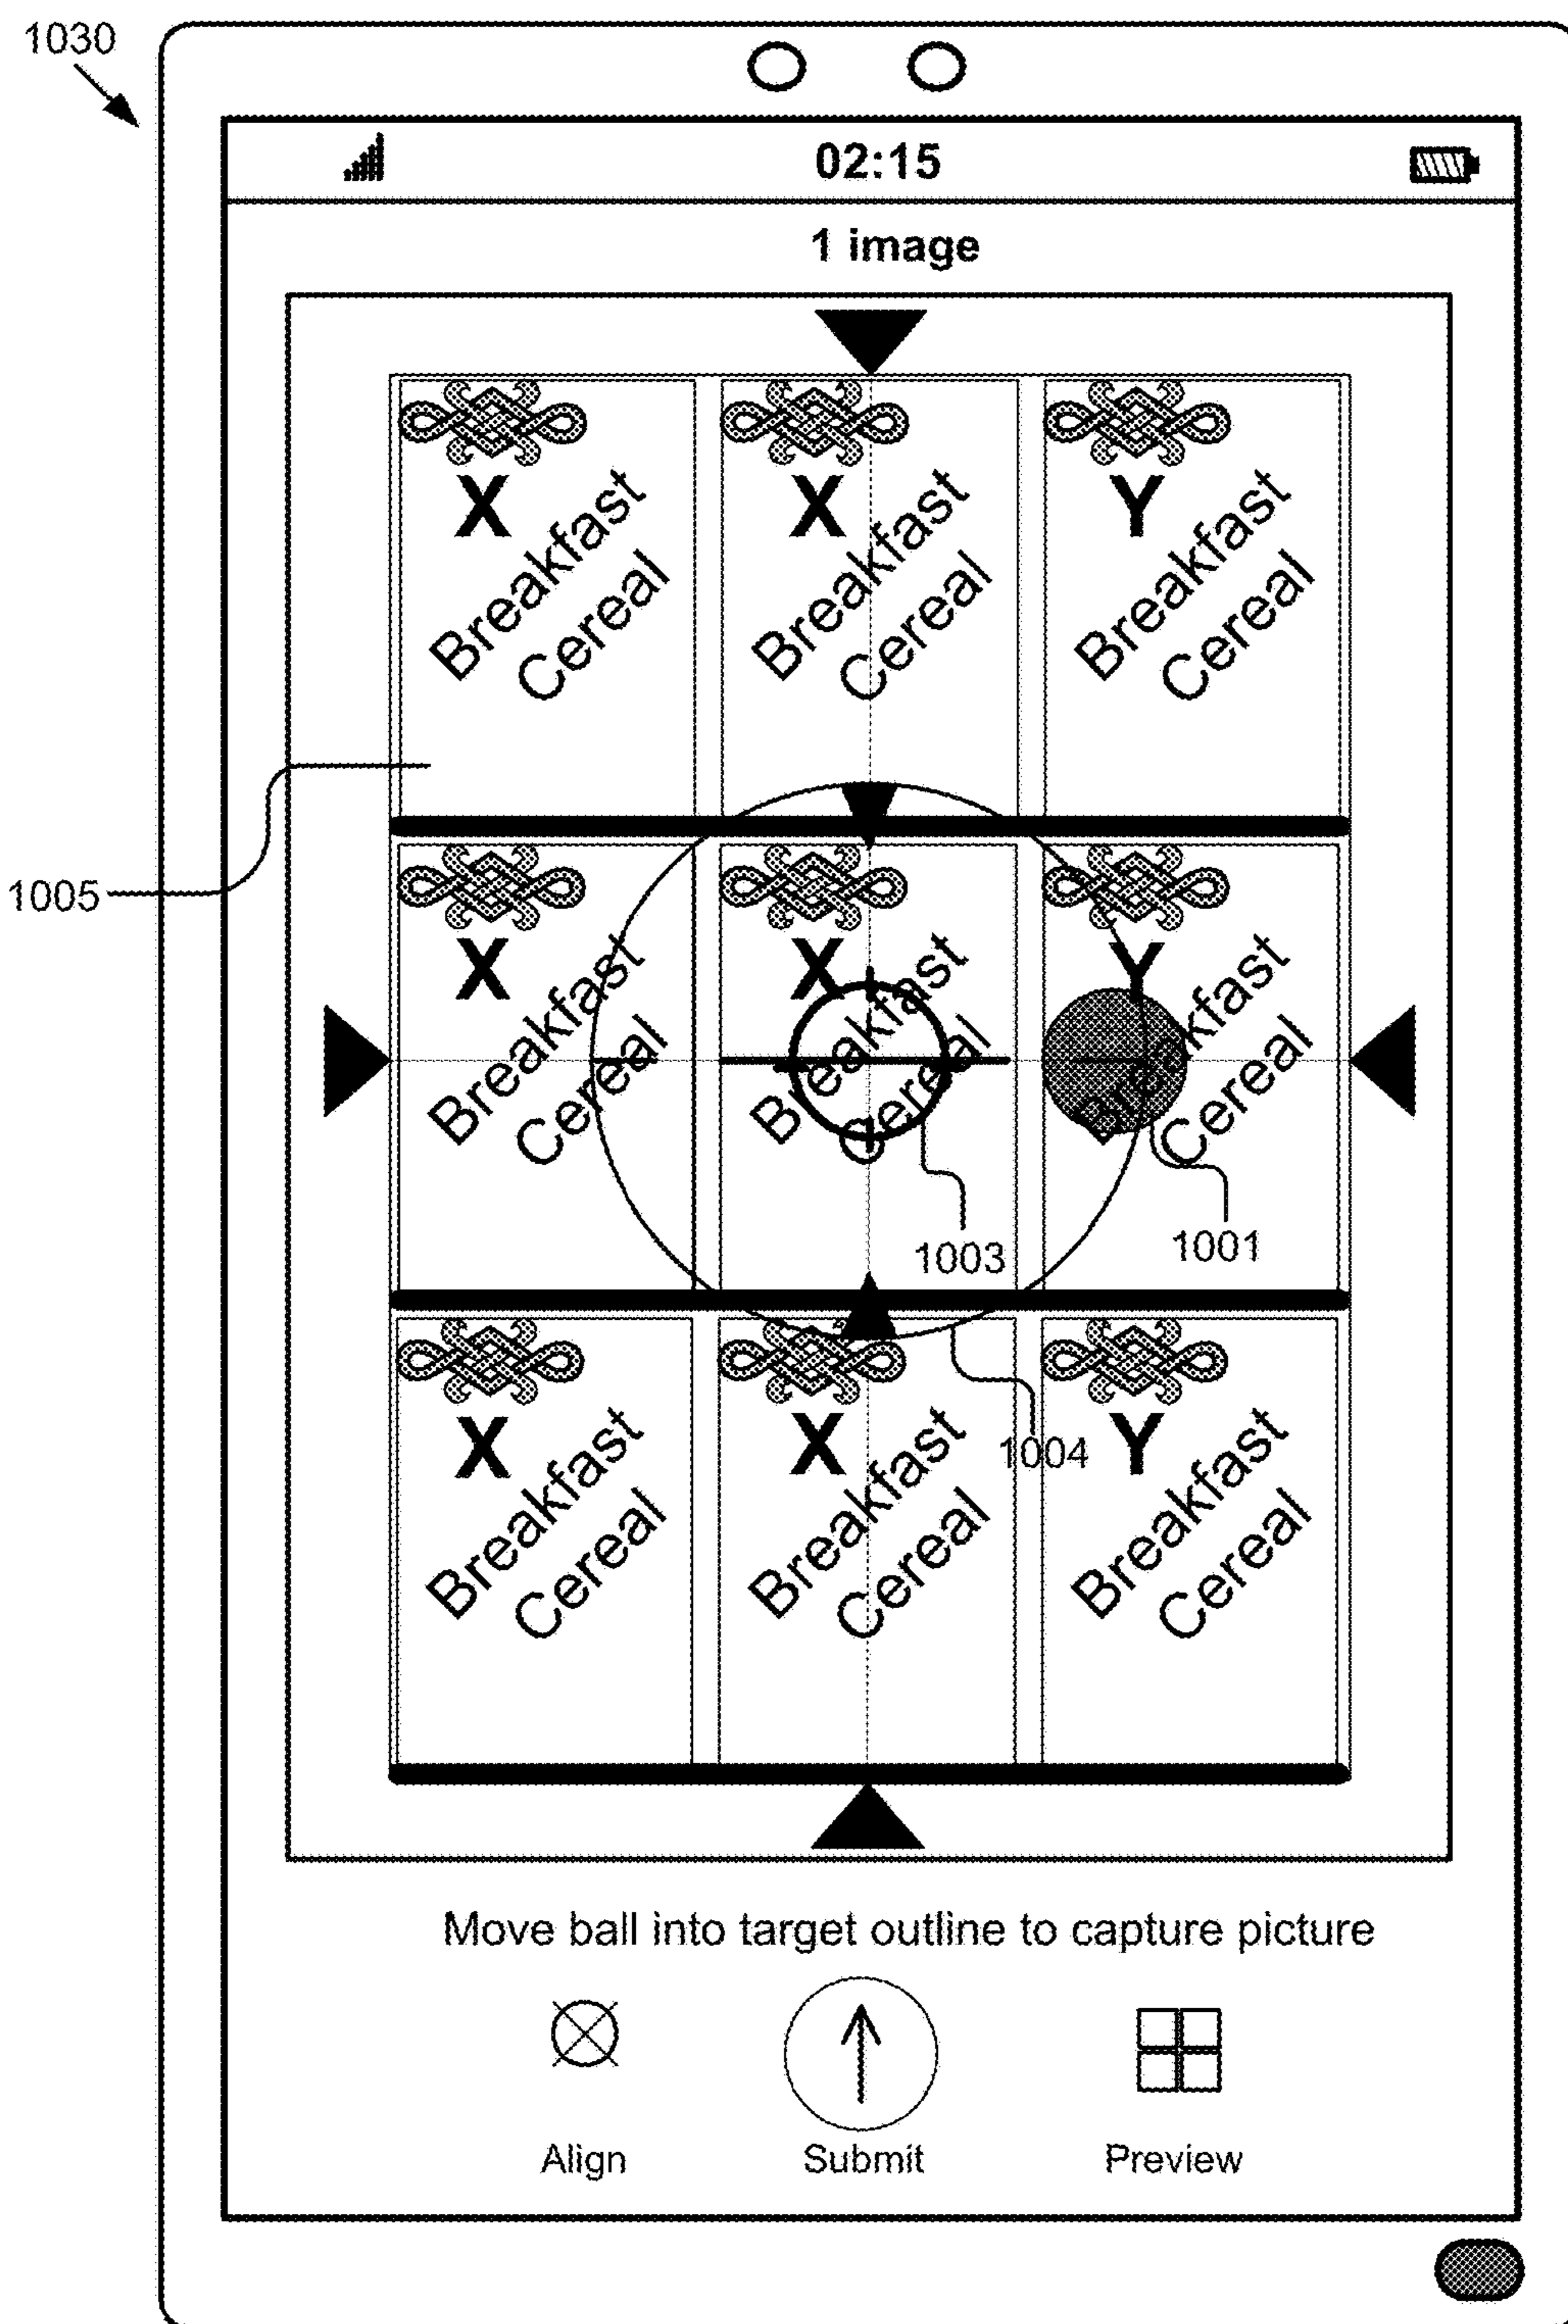 1030
02:15
1 image
X
Breakfast
Cereal
X
Breakfast
Cereal
Y
Breakfast
Cereal
1005
X
Breakfast
Cereal
X
Breakfast
Cereal
Y
Breakfast
Cereal
1003
1001
X
Breakfast
Cereal
X
Breakfast
Cereal
1004
Y
Breakfast
Cereal
Move ball into target outline to capture picture
Align
Submit
Preview